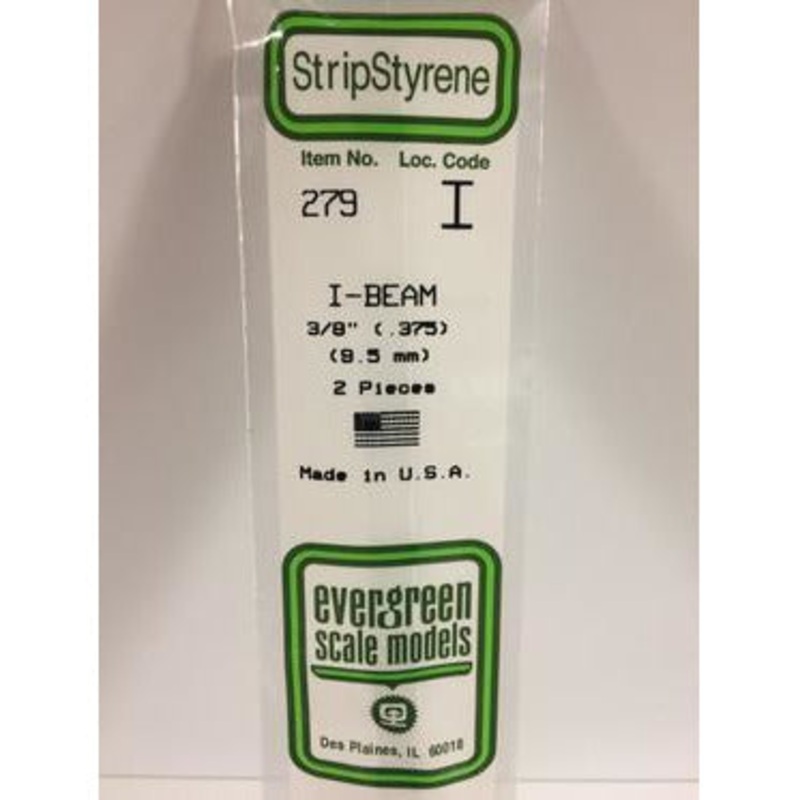 StripStyrene
Item No. Loc. Code
279 I
I-BEAM
3/8" (.375)
(9.5 mm)
2 Pieces
Made in U.S.A.
evergreen
scale models
Des Plaines, IL 60018